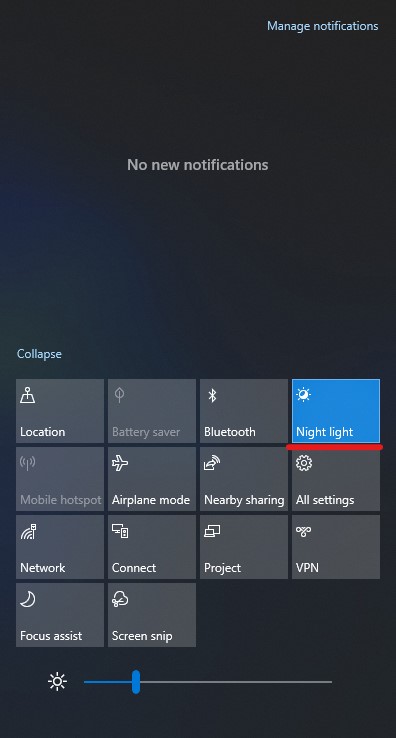 Manage notifications
No new notifications
Collapse
Location
Battery saver
Bluetooth
Night light
Mobile hotspot
Airplane mode
Nearby sharing
All settings
Network
Connect
Project
VPN
Focus assist
Screen snip